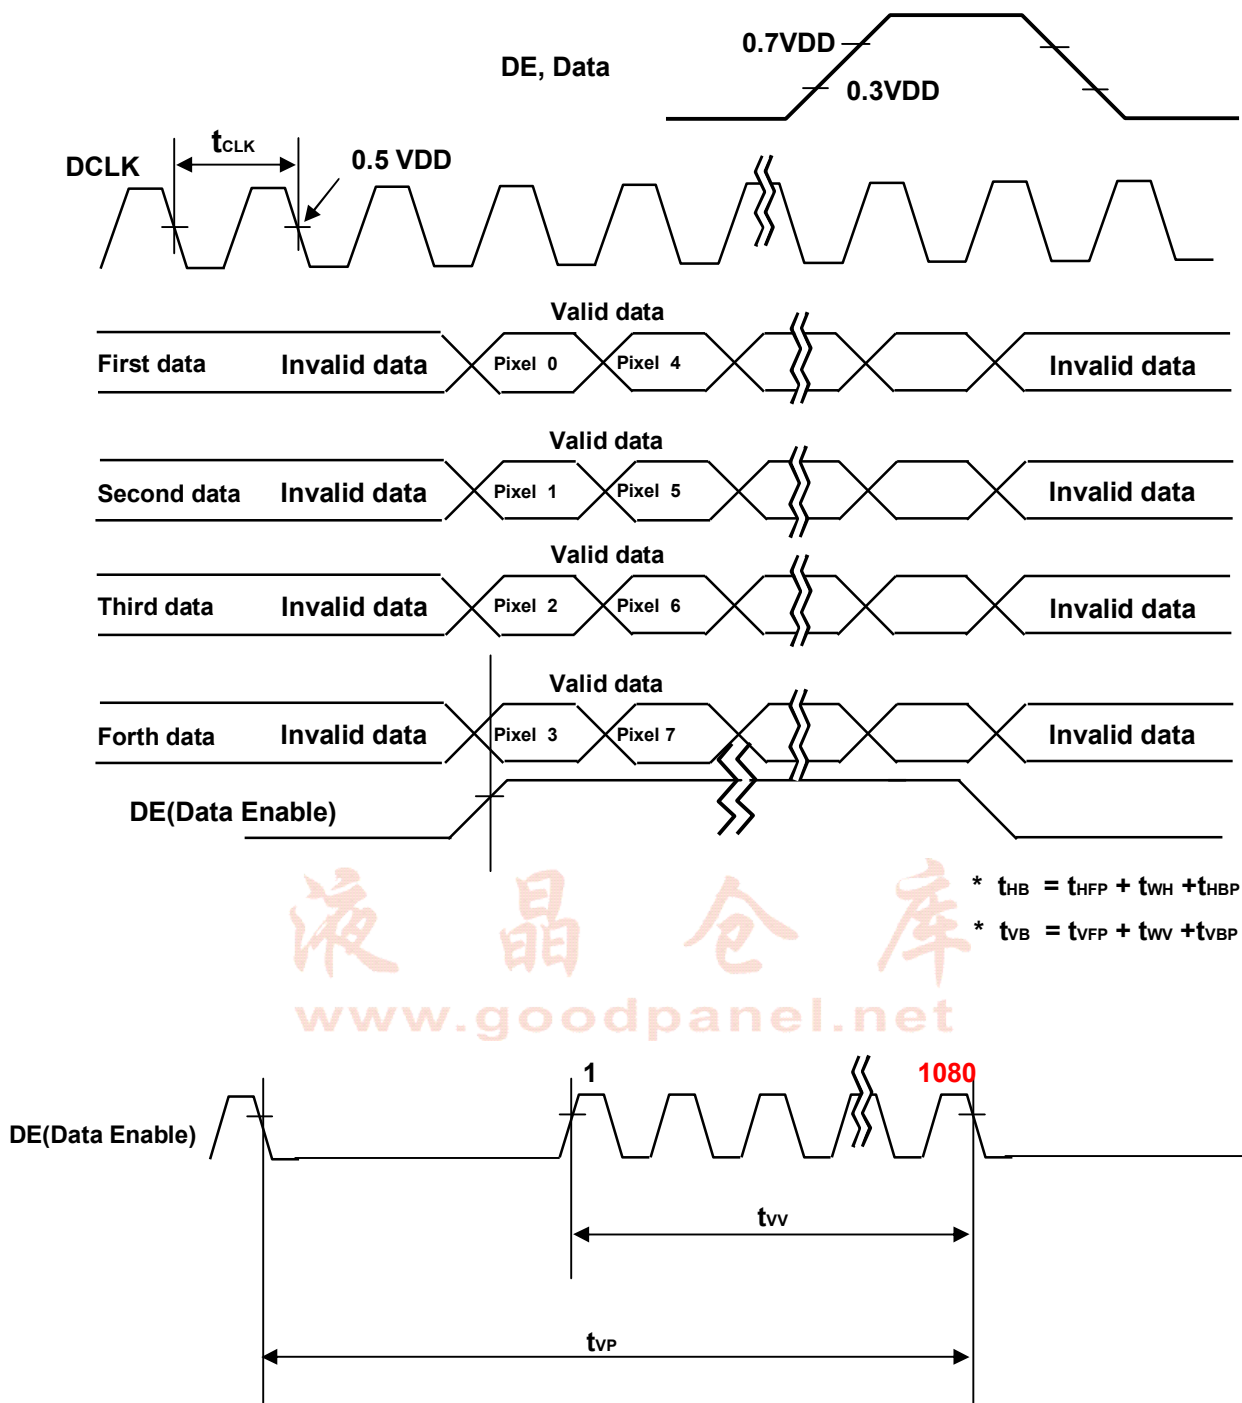 0.7VDD
DE, Data
0.3VDD
tCLK
DCLK
0.5 VDD
Valid data
First data Invalid data Pixel 0 Pixel 4 Invalid data
Valid data
Second data Invalid data Pixel 1 Pixel 5 Invalid data
Valid data
Third data Invalid data Pixel 2 Pixel 6 Invalid data
Valid data
Forth data Invalid data Pixel 3 Pixel 7 Invalid data
DE(Data Enable)
* tHB = tHFP + tWH +tHBP
* tVB = tVFP + tWV +tVBP
液晶仓库
www.goodpanel.net
1 1080
DE(Data Enable)
tVV
tVP